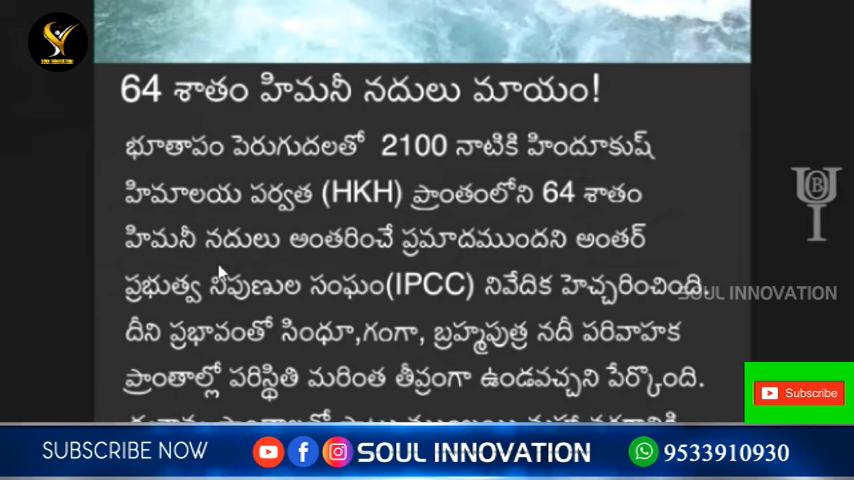 64 శాతం హిమనీ నదులు మాయం!
భూతాపం పెరుగుదలతో 2100 నాటికి హిందూకుష్
హిమాలయ పర్వత (HKH) ప్రాంతంలోని 64 శాతం
హిమనీ నదులు అంతరించే ప్రమాదముందని అంతర్
ప్రభుత్వ నిపుణుల సంఘం(IPCC) నివేదిక హెచ్చరించింది.
SOUL INNOVATION
దీని ప్రభావంతో సింధూ,గంగా, బ్రహ్మపుత్ర నదీ పరివాహక
ప్రాంతాల్లో పరిస్థితి మరింత తీవ్రంగా ఉండవచ్చని పేర్కొంది.
Subscribe
SUBSCRIBE NOW SOUL INNOVATION 9533910930